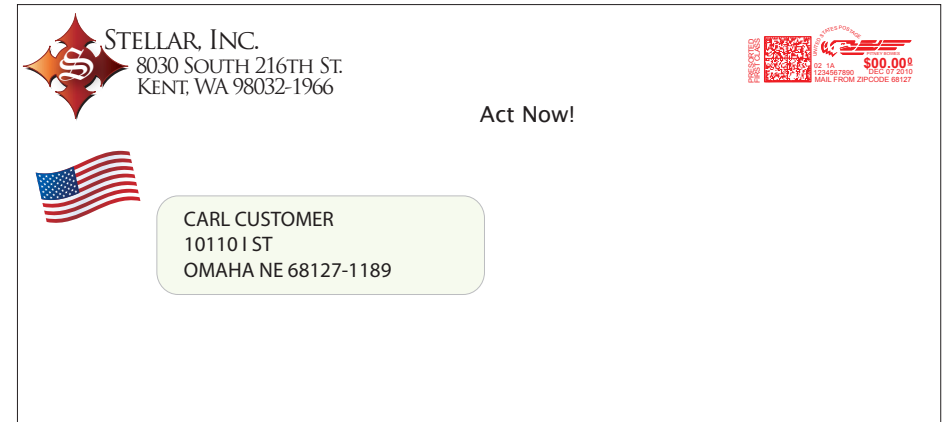 STELLAR, INC.
8030 SOUTH 216TH ST.
KENT, WA 98032-1966
S
Act Now!
PRESORTED
FIRST CLASS
UNITED STATES POSTAGE
PITNEY BOWES
02 1A
$00.00⁰
1234567890
DEC 07 2010
MAIL FROM ZIPCODE 68127
CARL CUSTOMER
10110 I ST
OMAHA NE 68127-1189